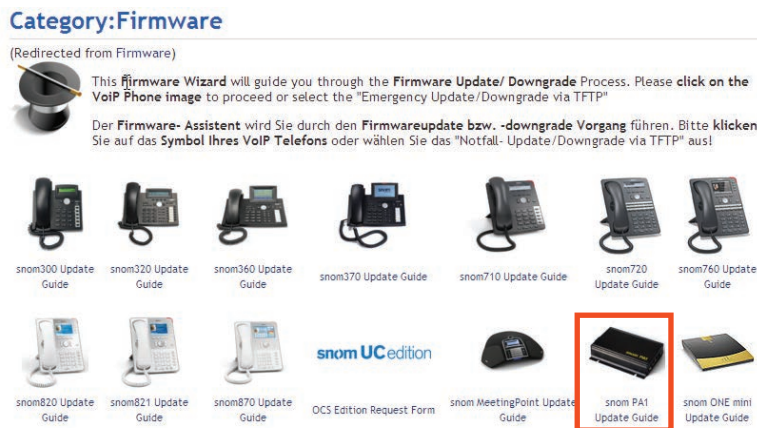 Category:Firmware
(Redirected from Firmware)
This Firmware Wizard will guide you through the Firmware Update/ Downgrade Process. Please click on the
VoiP Phone image to proceed or select the "Emergency Update/Downgrade via TFTP"
Der Firmware- Assistent wird Sie durch den Firmwareupdate bzw. -downgrade Vorgang führen. Bitte klicken
Sie auf das Symbol Ihres VoIP Telefons oder wählen Sie das "Notfall- Update/Downgrade via TFTP" aus!
snom300 Update
Guide
snom320 Update
Guide
snom360 Update
Guide
snom370 Update Guide
snom710 Update Guide
snom720
Update Guide
snom760 Update
Guide
snom820 Update
Guide
snom821 Update
Guide
snom870 Update
Guide
snom UC edition
OCS Edition Request Form
snom MeetingPoint Update
Guide
snom PA1
Update Guide
snom ONE mini
Update Guide